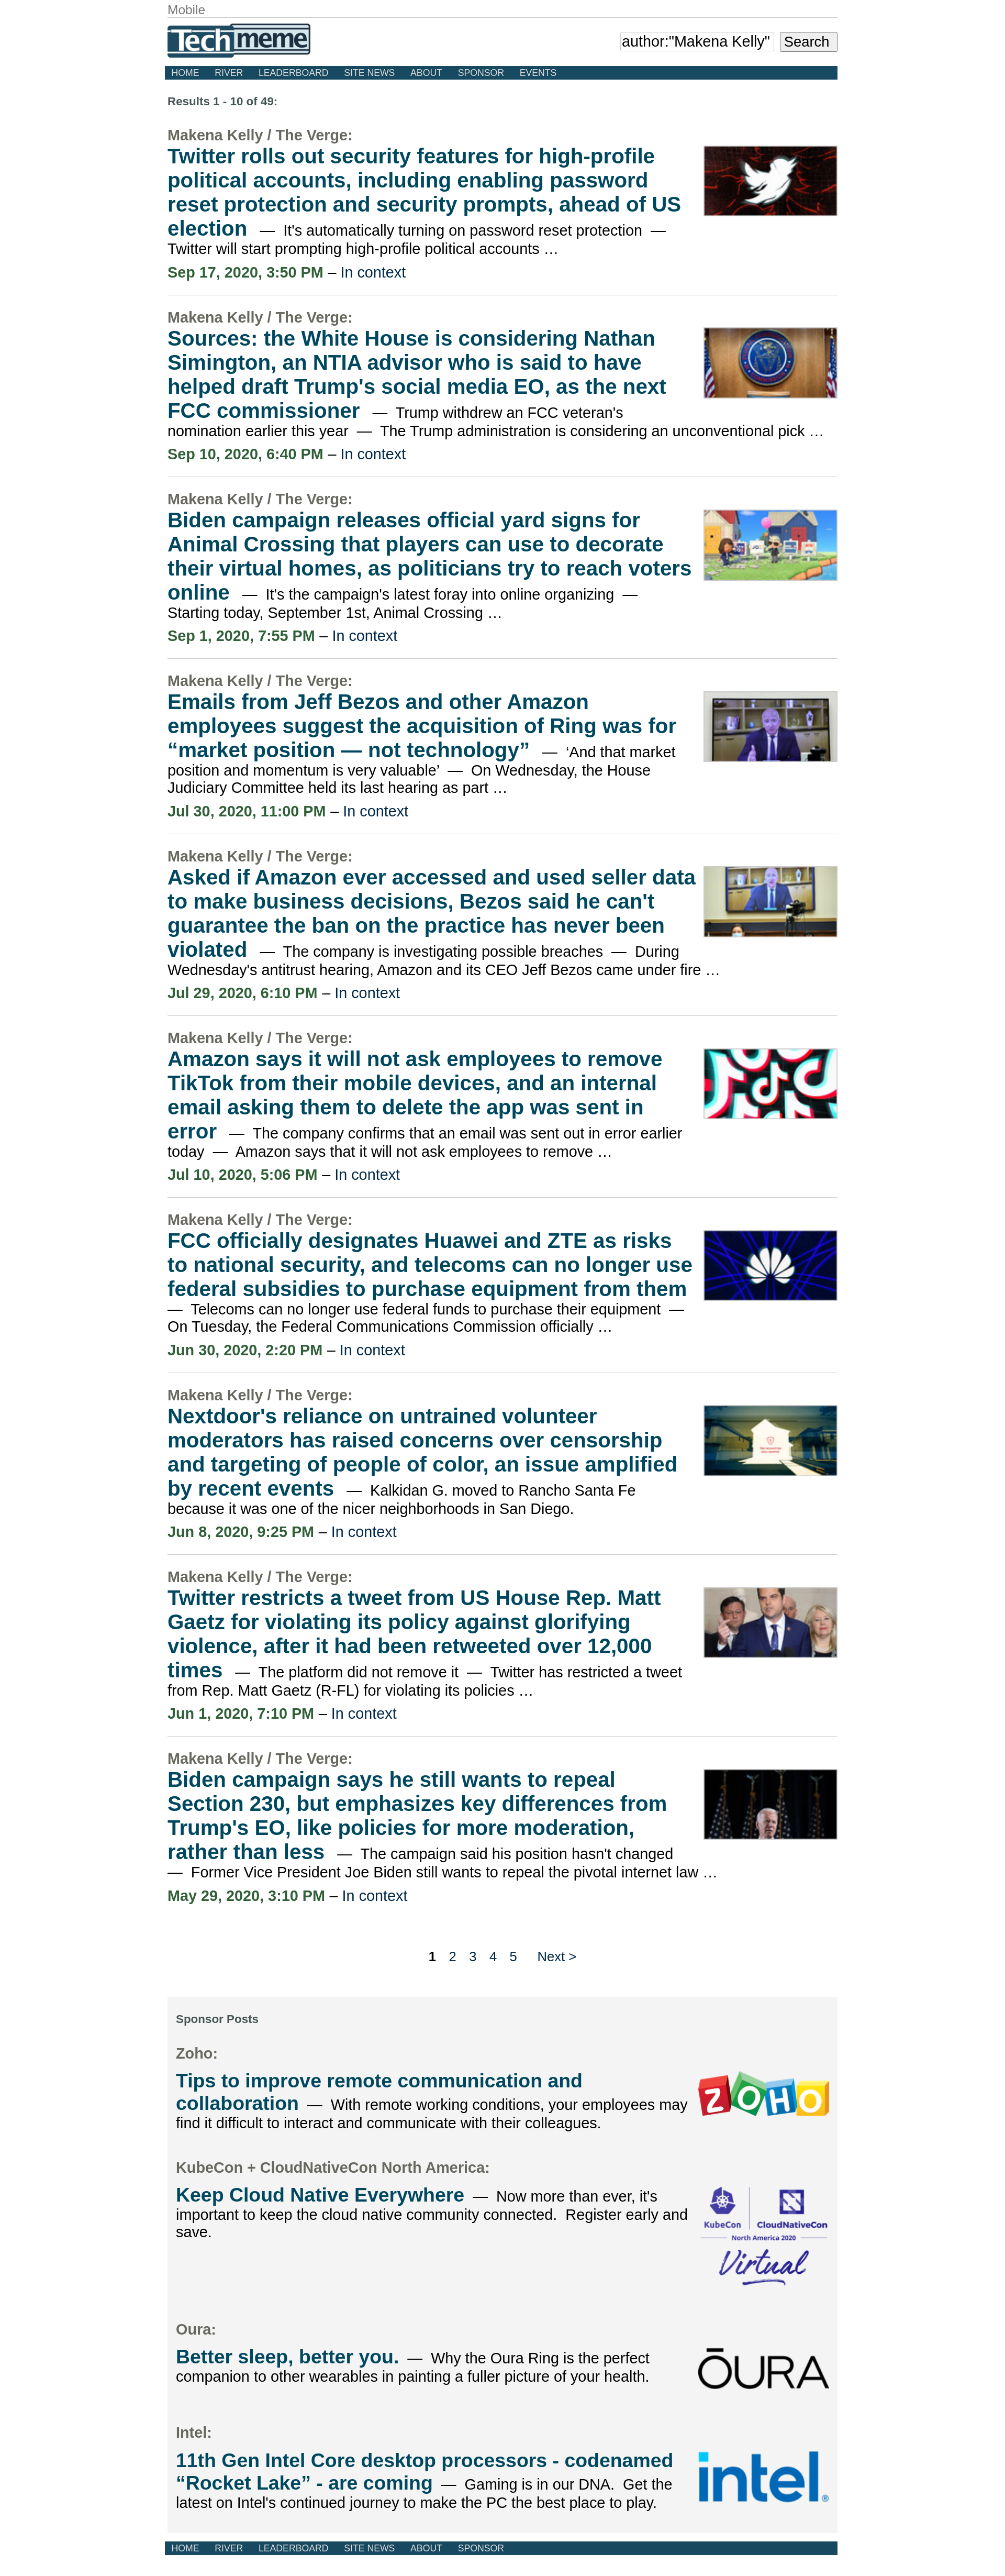 Mobile
Techmeme
author:"Makena Kelly"
Search
HOME RIVER LEADERBOARD SITE NEWS ABOUT SPONSOR EVENTS
Results 1 - 10 of 49:
Makena Kelly / The Verge:
Twitter rolls out security features for high-profile
political accounts, including enabling password
reset protection and security prompts, ahead of US
election — It's automatically turning on password reset protection —
Twitter will start prompting high-profile political accounts …
Sep 17, 2020, 3:50 PM – In context
Makena Kelly / The Verge:
Sources: the White House is considering Nathan
Simington, an NTIA advisor who is said to have
helped draft Trump's social media EO, as the next
FCC commissioner — Trump withdrew an FCC veteran's
nomination earlier this year — The Trump administration is considering an unconventional pick …
Sep 10, 2020, 6:40 PM – In context
Makena Kelly / The Verge:
Biden campaign releases official yard signs for
Animal Crossing that players can use to decorate
their virtual homes, as politicians try to reach voters
online — It's the campaign's latest foray into online organizing —
Starting today, September 1st, Animal Crossing …
Sep 1, 2020, 7:55 PM – In context
Makena Kelly / The Verge:
Emails from Jeff Bezos and other Amazon
employees suggest the acquisition of Ring was for
“market position — not technology” — ‘And that market
position and momentum is very valuable’ — On Wednesday, the House
Judiciary Committee held its last hearing as part …
Jul 30, 2020, 11:00 PM – In context
Makena Kelly / The Verge:
Asked if Amazon ever accessed and used seller data
to make business decisions, Bezos said he can't
guarantee the ban on the practice has never been
violated — The company is investigating possible breaches — During
Wednesday's antitrust hearing, Amazon and its CEO Jeff Bezos came under fire …
Jul 29, 2020, 6:10 PM – In context
Makena Kelly / The Verge:
Amazon says it will not ask employees to remove
TikTok from their mobile devices, and an internal
email asking them to delete the app was sent in
error — The company confirms that an email was sent out in error earlier
today — Amazon says that it will not ask employees to remove …
Jul 10, 2020, 5:06 PM – In context
Makena Kelly / The Verge:
FCC officially designates Huawei and ZTE as risks
to national security, and telecoms can no longer use
federal subsidies to purchase equipment from them
— Telecoms can no longer use federal funds to purchase their equipment —
On Tuesday, the Federal Communications Commission officially …
Jun 30, 2020, 2:20 PM – In context
Makena Kelly / The Verge:
Nextdoor's reliance on untrained volunteer
moderators has raised concerns over censorship
and targeting of people of color, an issue amplified
by recent events — Kalkidan G. moved to Rancho Santa Fe
because it was one of the nicer neighborhoods in San Diego.
Jun 8, 2020, 9:25 PM – In context
Makena Kelly / The Verge:
Twitter restricts a tweet from US House Rep. Matt
Gaetz for violating its policy against glorifying
violence, after it had been retweeted over 12,000
times — The platform did not remove it — Twitter has restricted a tweet
from Rep. Matt Gaetz (R-FL) for violating its policies …
Jun 1, 2020, 7:10 PM – In context
Makena Kelly / The Verge:
Biden campaign says he still wants to repeal
Section 230, but emphasizes key differences from
Trump's EO, like policies for more moderation,
rather than less — The campaign said his position hasn't changed
— Former Vice President Joe Biden still wants to repeal the pivotal internet law …
May 29, 2020, 3:10 PM – In context
1 2 3 4 5 Next >
Sponsor Posts
Zoho:
Tips to improve remote communication and
collaboration — With remote working conditions, your employees may
find it difficult to interact and communicate with their colleagues.
ZOHO
KubeCon + CloudNativeCon North America:
Keep Cloud Native Everywhere — Now more than ever, it's
important to keep the cloud native community connected. Register early and
save.
KubeCon CloudNativeCon
North America 2020
Virtual
Oura:
Better sleep, better you. — Why the Oura Ring is the perfect
companion to other wearables in painting a fuller picture of your health.
ŌURA
Intel:
11th Gen Intel Core desktop processors - codenamed
“Rocket Lake” - are coming — Gaming is in our DNA. Get the
latest on Intel's continued journey to make the PC the best place to play.
intel®
HOME RIVER LEADERBOARD SITE NEWS ABOUT SPONSOR